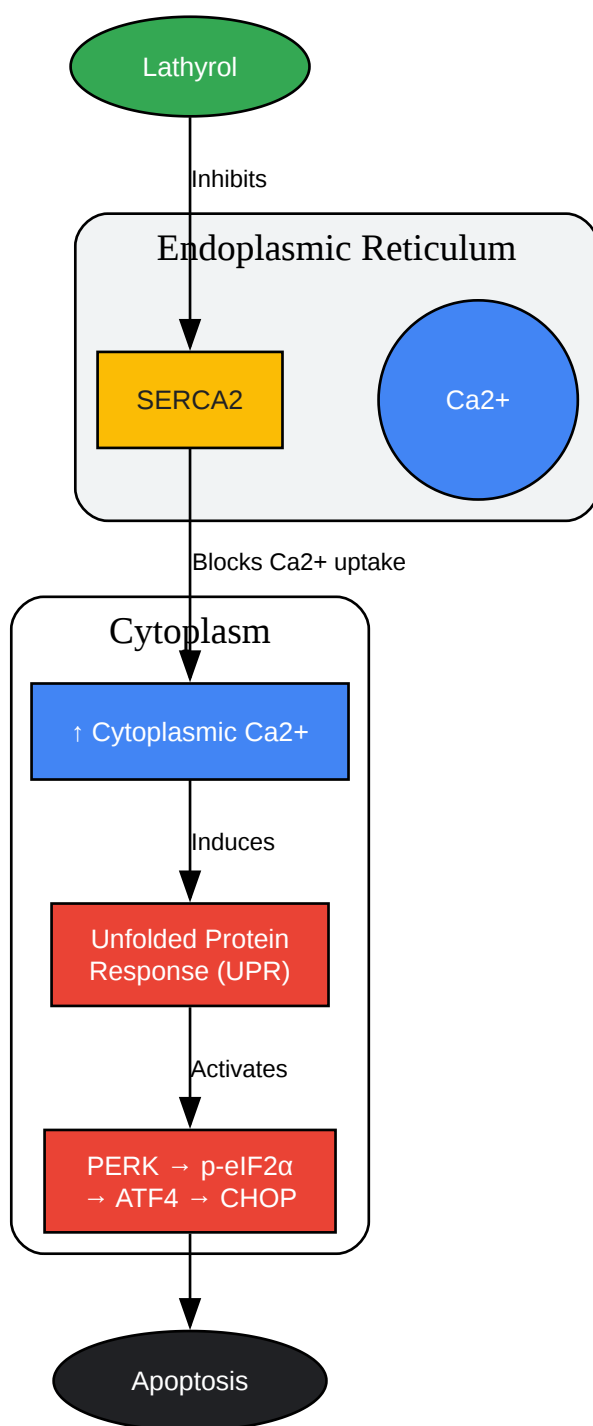 Lathyrol
Inhibits
Endoplasmic Reticulum
SERCA2
Ca2+
Blocks Ca2+ uptake
Cytoplasm
↑ Cytoplasmic Ca2+
Induces
Unfolded Protein
Response (UPR)
Activates
PERK → p-eIF2α
→ ATF4 → CHOP
Apoptosis